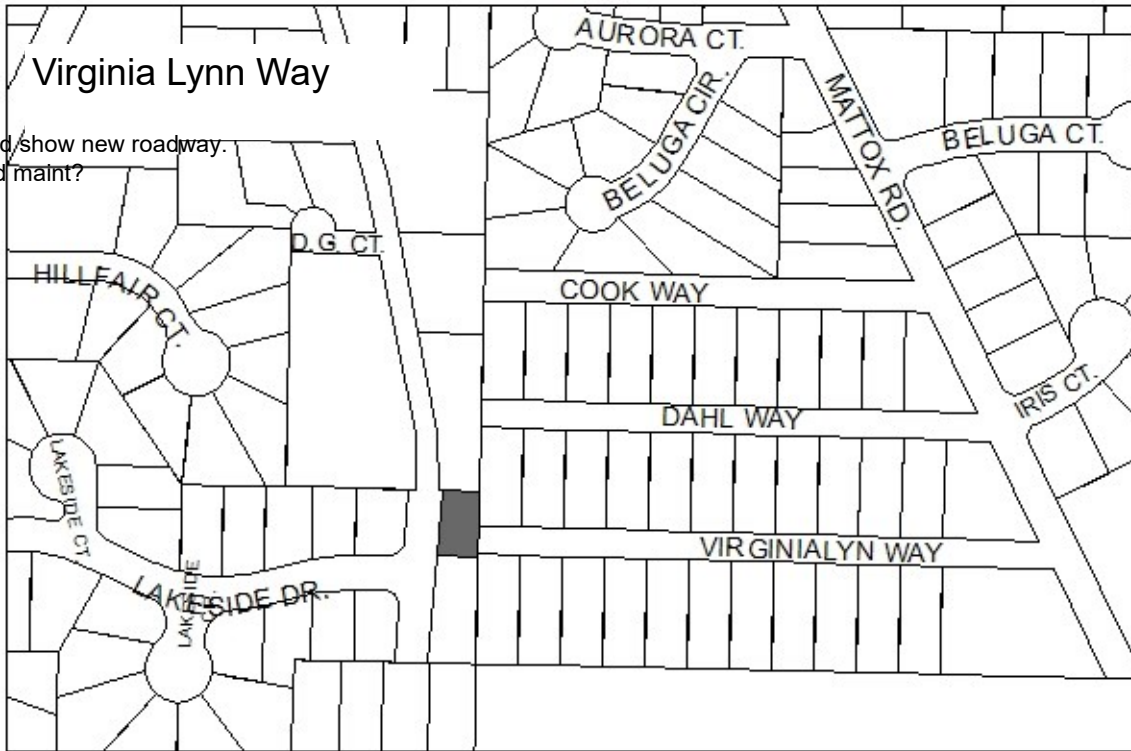 Virginia Lynn Way
d show new roadway.
d maint?
AURORA CT.
BELUGA CIR.
MATTOX RD.
BELUGA CT.
D.G. CT.
HILLFAIR CT.
COOK WAY
IRIS CT.
DAHL WAY
LAKESIDE CT
VIRGINIALYN WAY
LAKESIDE DR.
LAKESIDE